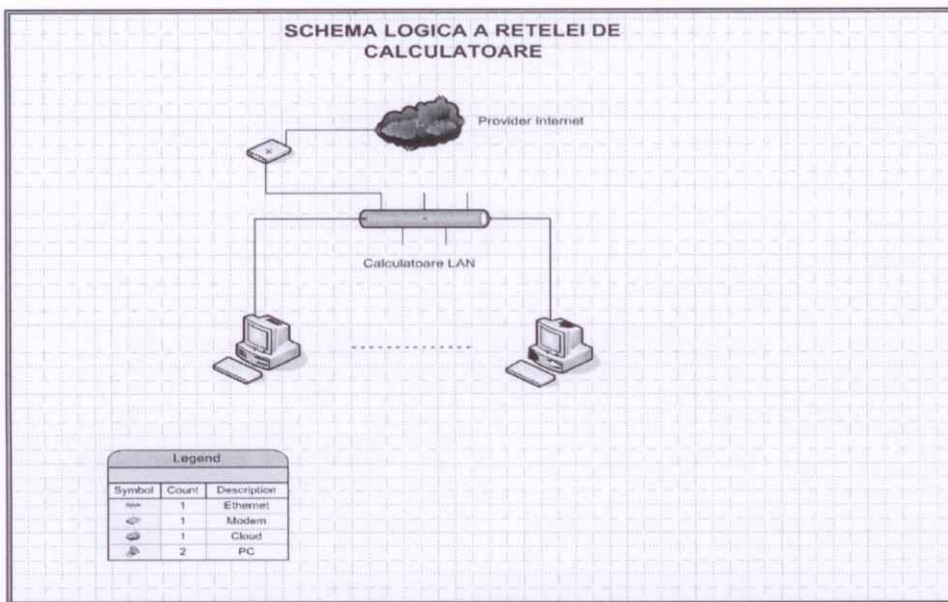 SCHEMA LOGICA A RETELEI DE
CALCULATOARE
Provider Internet
Calculatoare LAN
Legend
Symbol Count Description
1 Ethernet
1 Modem
1 Cloud
2 PC